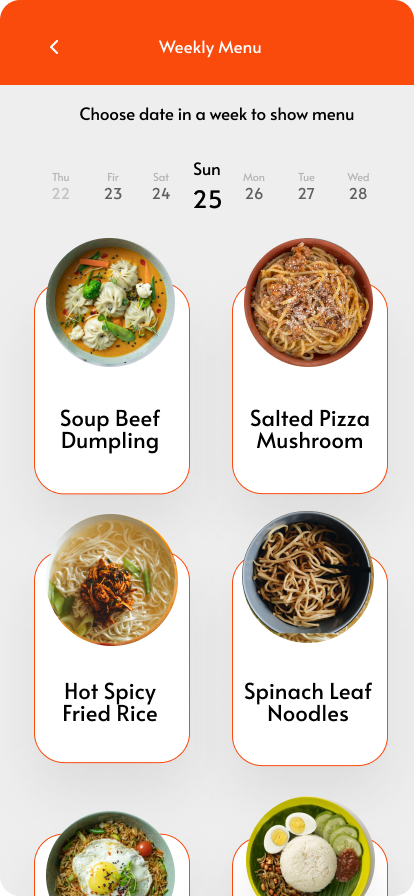 Weekly Menu
Choose date in a week to show menu
Thu Fir Sat Sun Mon Tue Wed
22 23 24 25 26 27 28
Soup Beef
Dumpling
Salted Pizza
Mushroom
Hot Spicy
Fried Rice
Spinach Leaf
Noodles